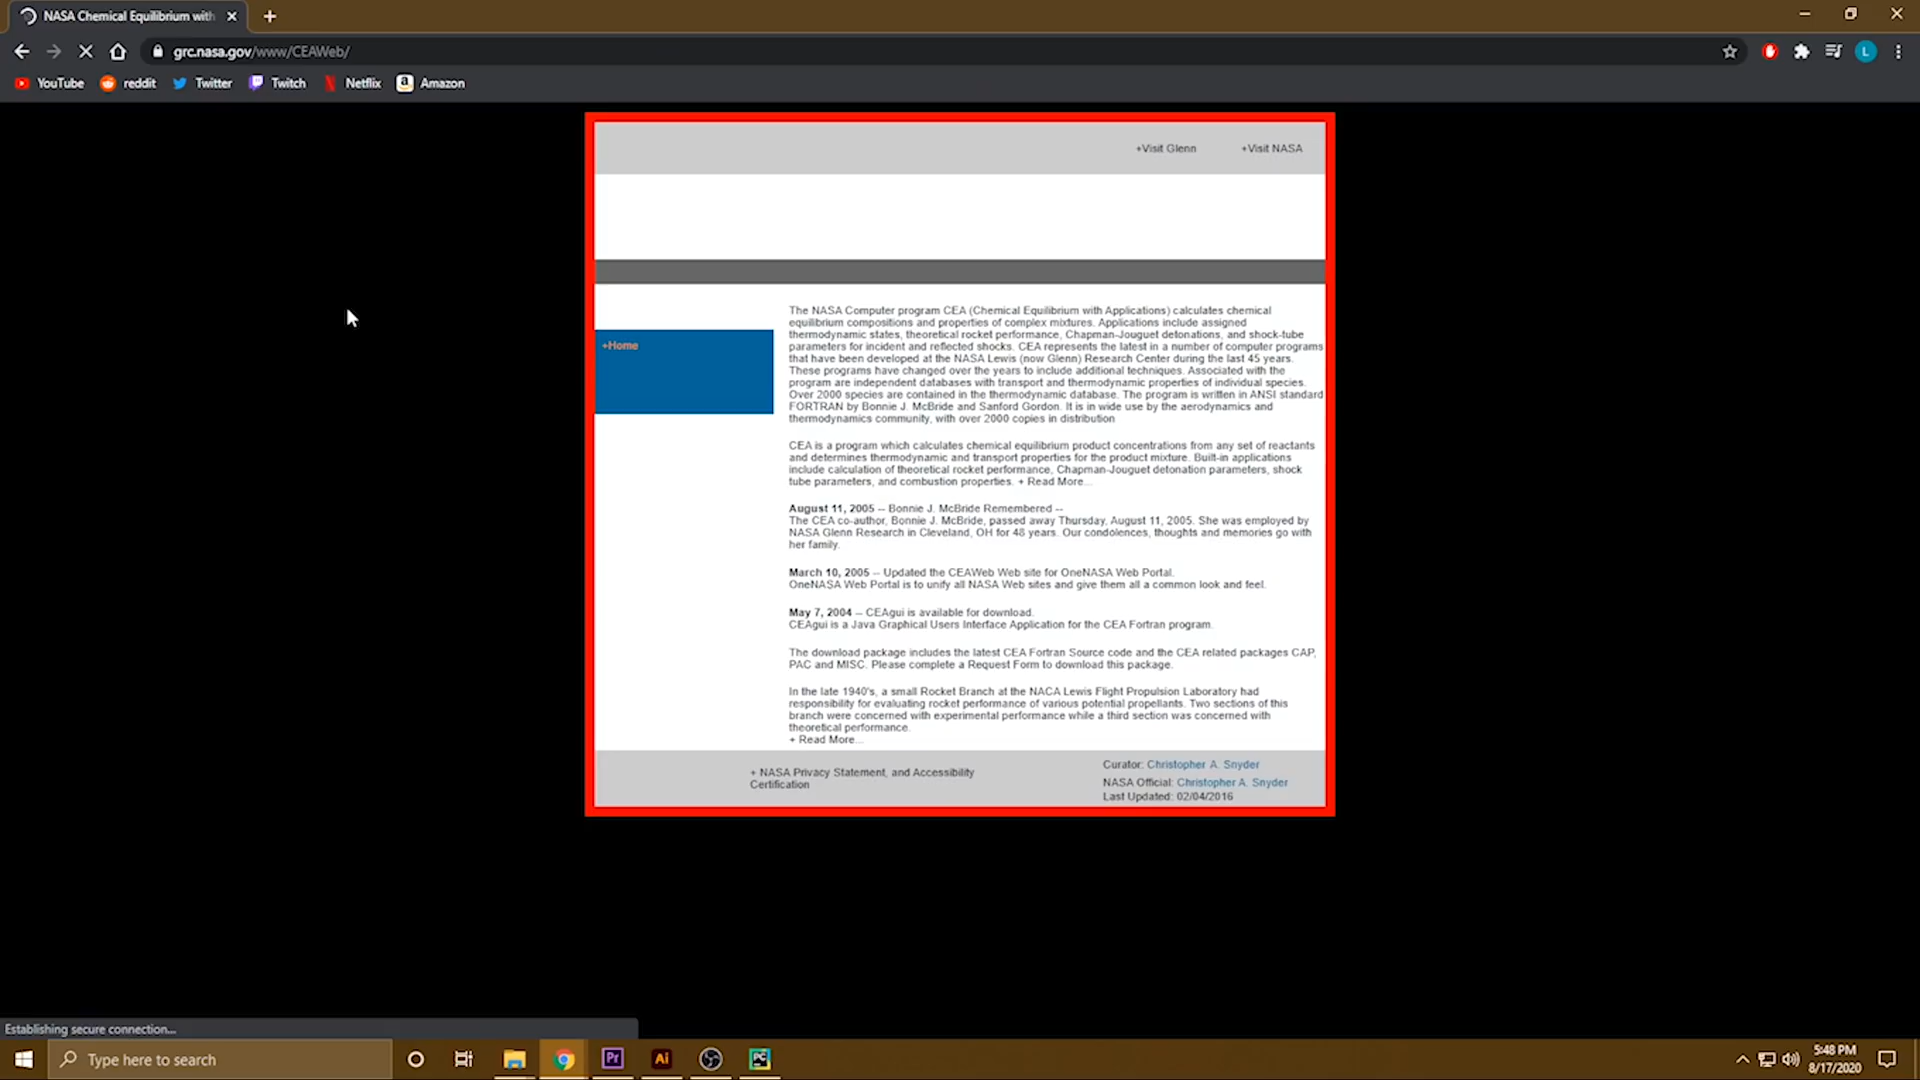 NASA Chemical Equilibrium with
grc.nasa.gov/www/CEAWeb/
L
YouTube reddit Twitter Twitch Netflix Amazon
+Visit Glenn +Visit NASA
+Home
The NASA Computer program CEA (Chemical Equilibrium with Applications) calculates chemical
equilibrium compositions and properties of complex mixtures. Applications include assigned
thermodynamic states, theoretical rocket performance, Chapman-Jouguet detonations, and shock-tube
parameters for incident and reflected shocks. CEA represents the latest in a number of computer programs
that have been developed at the NASA Lewis (now Glenn) Research Center during the last 45 years.
These programs have changed over the years to include additional techniques. Associated with the
program are independent databases with transport and thermodynamic properties of individual species.
Over 2000 species are contained in the thermodynamic database. The program is written in ANSI standard
FORTRAN by Bonnie J. McBride and Sanford Gordon. It is in wide use by the aerodynamics and
thermodynamics community, with over 2000 copies in distribution
CEA is a program which calculates chemical equilibrium product concentrations from any set of reactants
and determines thermodynamic and transport properties for the product mixture. Built-in applications
include calculation of theoretical rocket performance, Chapman-Jouguet detonation parameters, shock
tube parameters, and combustion properties. + Read More...
August 11, 2005 -- Bonnie J. McBride Remembered --
The CEA co-author, Bonnie J. McBride, passed away Thursday, August 11, 2005. She was employed by
NASA Glenn Research in Cleveland, OH for 48 years. Our condolences, thoughts and memories go with
her family.
March 10, 2005 -- Updated the CEAWeb Web site for OneNASA Web Portal.
OneNASA Web Portal is to unify all NASA Web sites and give them all a common look and feel.
May 7, 2004 -- CEAgui is available for download.
CEAgui is a Java Graphical Users Interface Application for the CEA Fortran program.
The download package includes the latest CEA Fortran Source code and the CEA related packages CAP,
PAC and MISC. Please complete a Request Form to download this package.
In the late 1940's, a small Rocket Branch at the NACA Lewis Flight Propulsion Laboratory had
responsibility for evaluating rocket performance of various potential propellants. Two sections of this
branch were concerned with experimental performance while a third section was concerned with
theoretical performance.
+ Read More...
+ NASA Privacy Statement, and Accessibility
Certification
Curator: Christopher A. Snyder
NASA Official: Christopher A. Snyder
Last Updated: 02/04/2016
Establishing secure connection...
Type here to search
Pr
Ai
PC
5:48 PM
8/17/2020